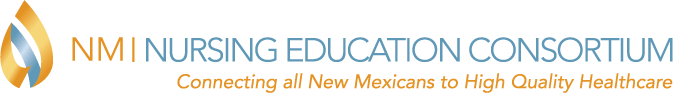 NM | NURSING EDUCATION CONSORTIUM
Connecting all New Mexicans to High Quality Healthcare